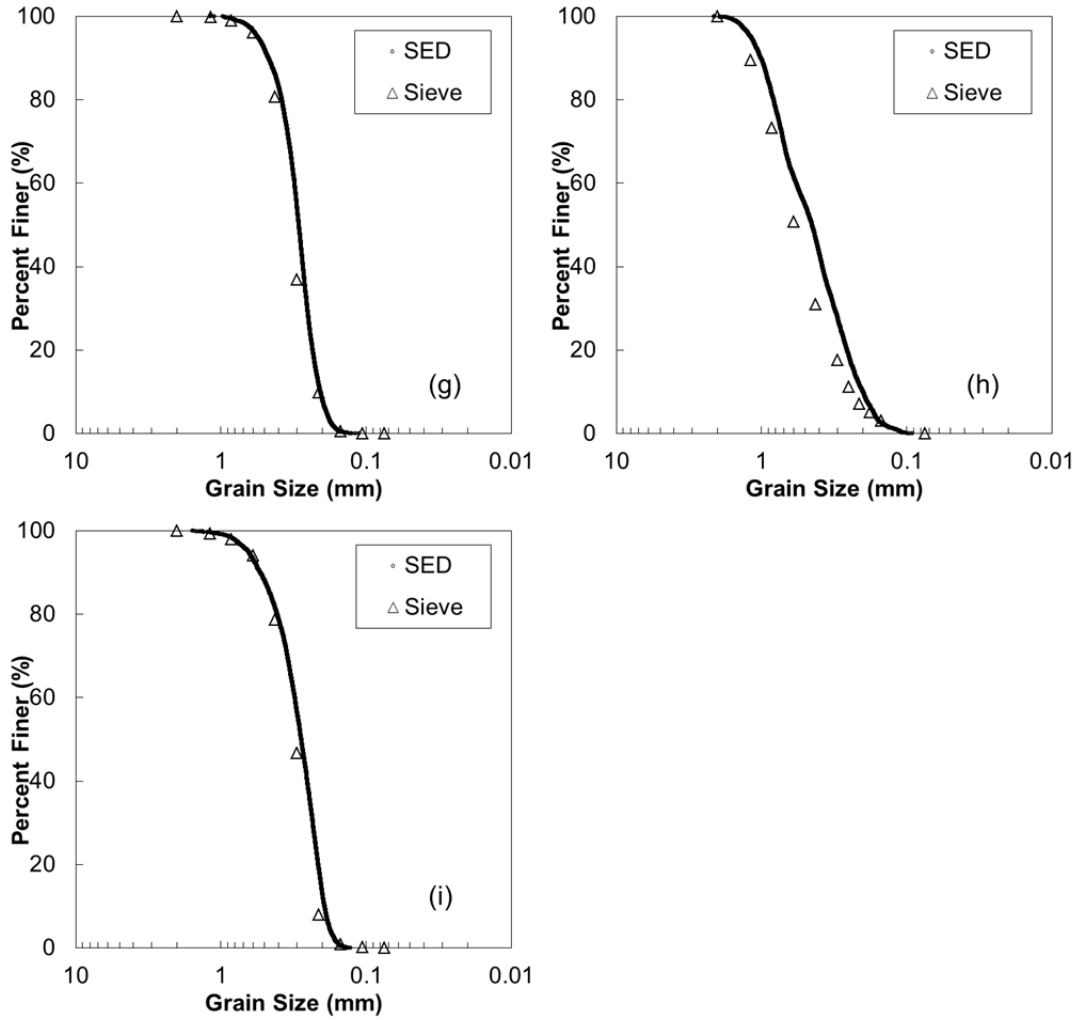 100
80
60
40
20
0
Percent Finer (%)
SED
Sieve
(g)
10
1
0.1
0.01
Grain Size (mm)
100
80
60
40
20
0
Percent Finer (%)
SED
Sieve
(h)
10
1
0.1
0.01
Grain Size (mm)
100
80
60
40
20
0
Percent Finer (%)
SED
Sieve
(i)
10
1
0.1
0.01
Grain Size (mm)